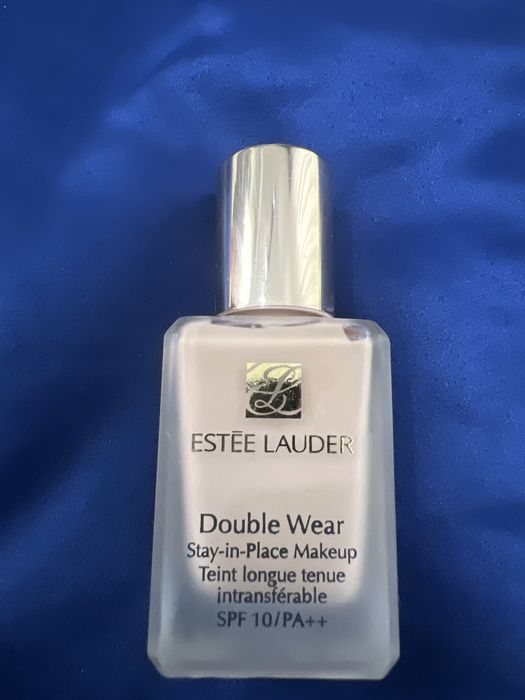 ESTĒE LAUDER
Double Wear
Stay-in-Place Makeup
Teint longue tenue
intransférable
SPF 10/PA++